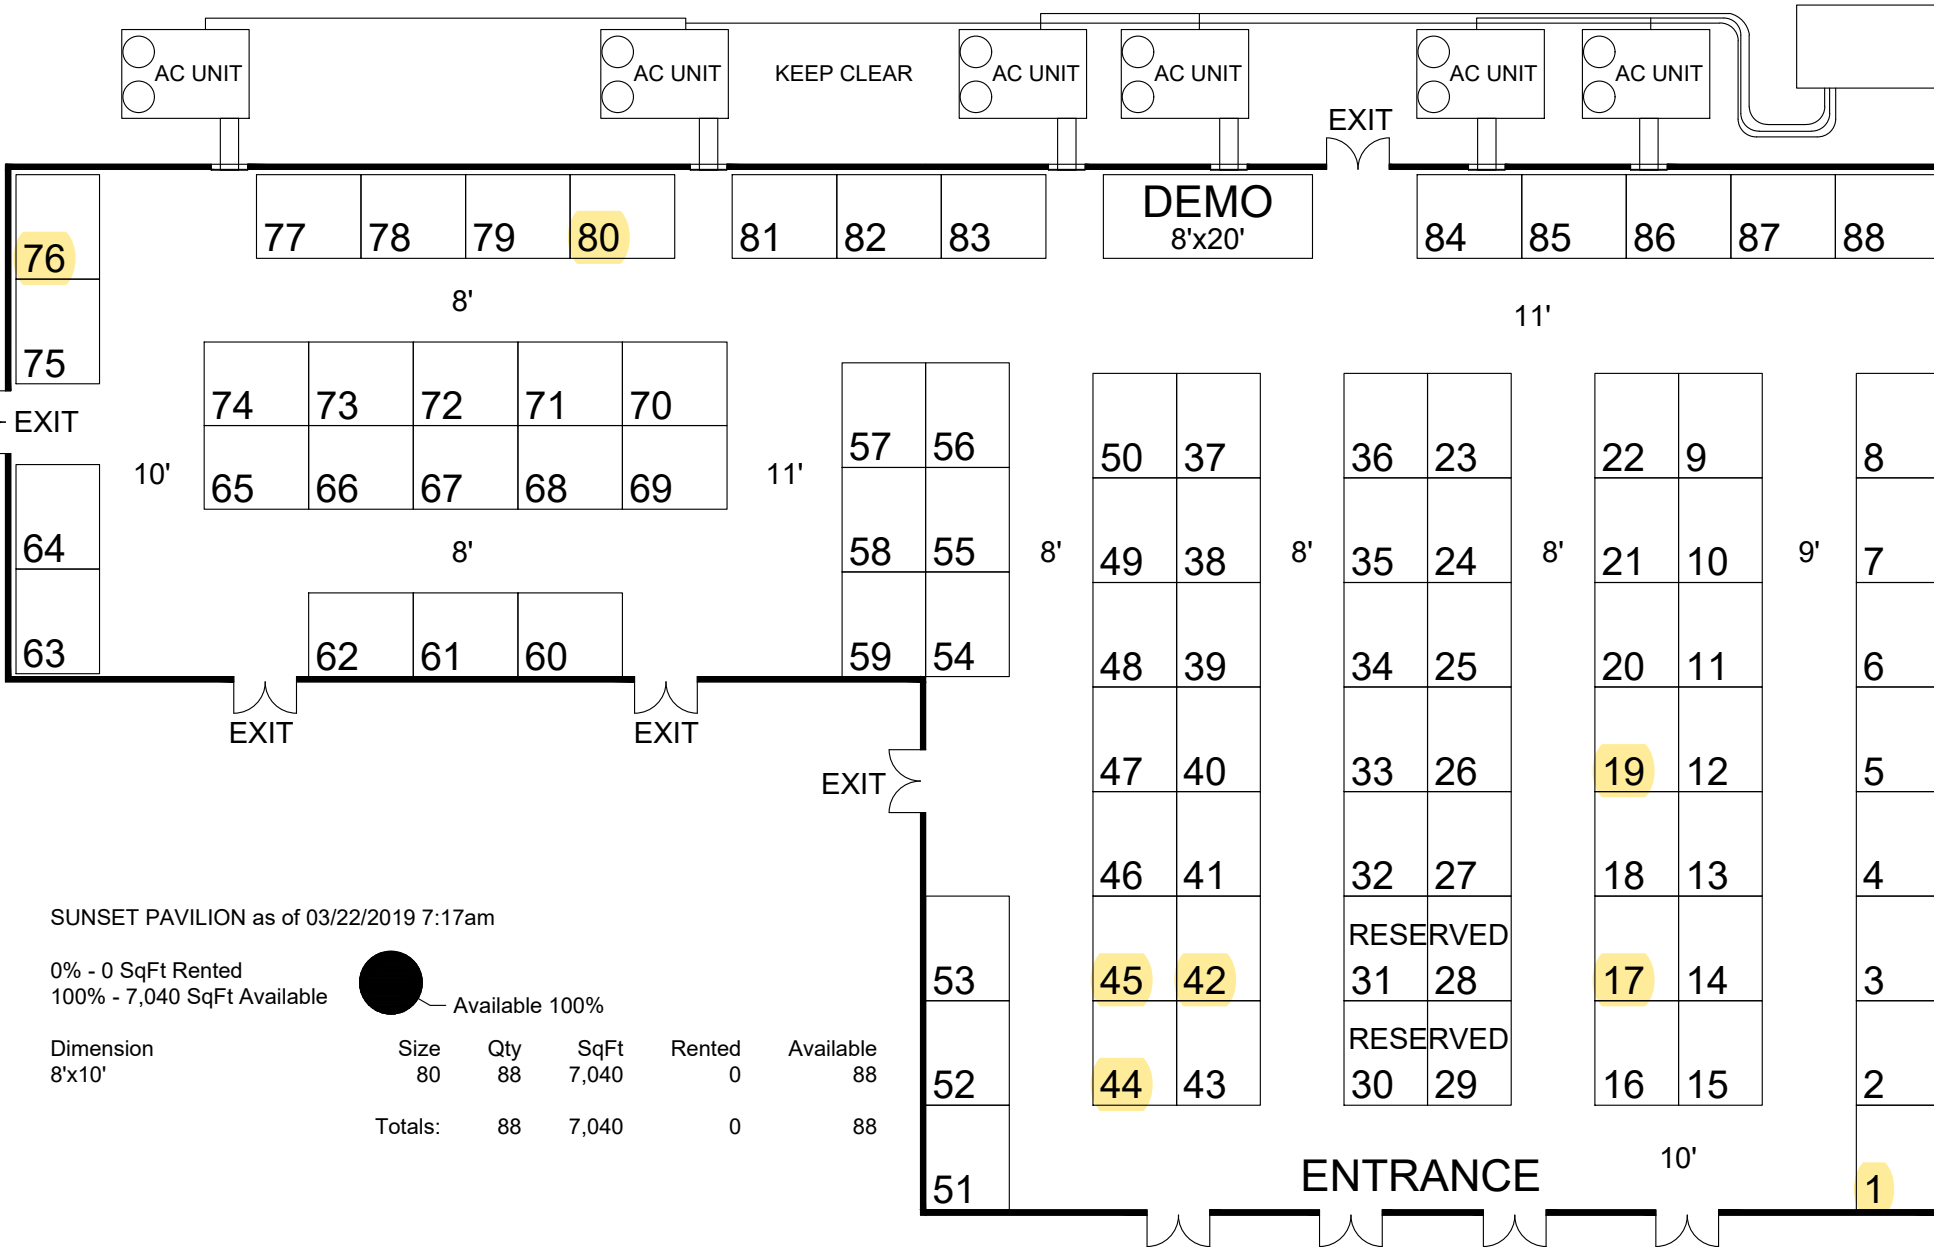 AC UNIT AC UNIT KEEP CLEAR AC UNIT AC UNIT AC UNIT AC UNIT
EXIT
DEMO
8'x20'
76 77 78 79 80 81 82 83 84 85 86 87 88
8'
11'
75
74 73 72 71 70
EXIT
57 56 50 37 36 23 22 9 8
10' 65 66 67 68 69 11'
64 8' 58 55 8' 49 38 8' 35 24 8' 21 10 9' 7
63 62 61 60 59 54 48 39 34 25 20 11 6
EXIT EXIT
EXIT 47 40 33 26 19 12 5
46 41 32 27 18 13 4
SUNSET PAVILION as of 03/22/2019 7:17am
RESERVED
0% - 0 SqFt Rented
100% - 7,040 SqFt Available
Available 100%
53 45 42 31 28 17 14 3
RESERVED
Dimension Size Qty SqFt Rented Available
8'x10' 80 88 7,040 0 88
52 44 43 30 29 16 15 2
Totals: 88 7,040 0 88
10'
ENTRANCE
51 1